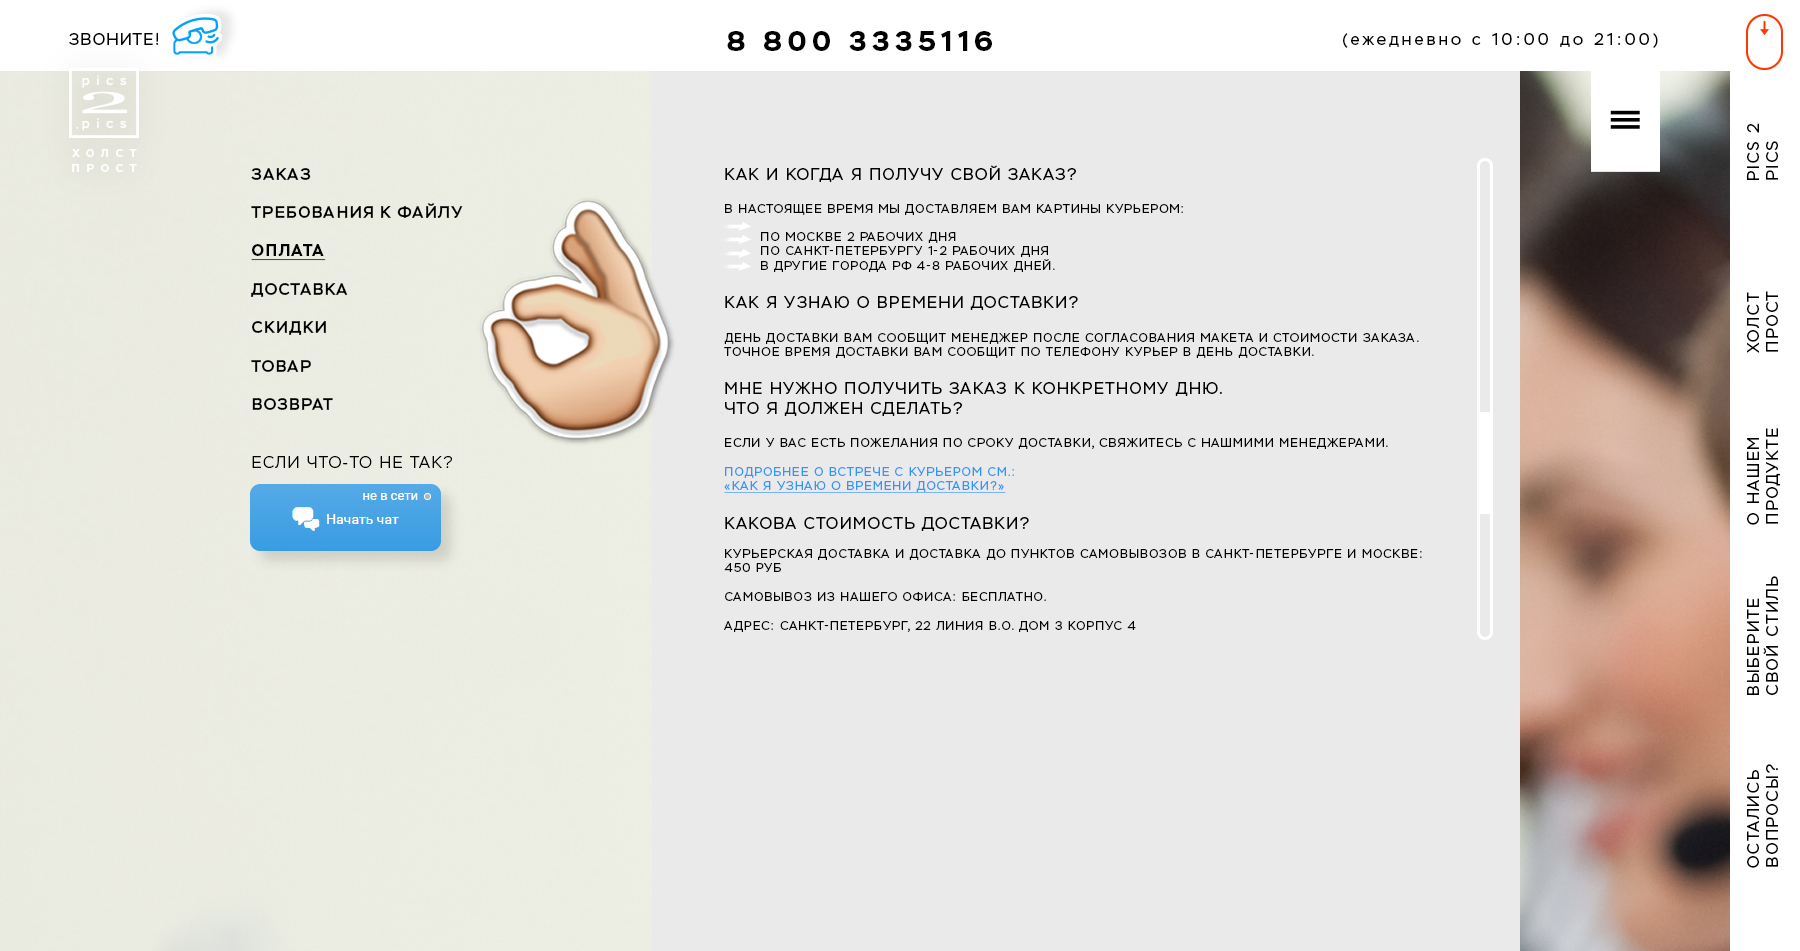 ЗВОНИТЕ!
8 800 3335116
(ежедневно с 10:00 до 21:00)
pics
2
.pics
ХОЛСТ
ПРОСТ
ЗАКАЗ
ТРЕБОВАНИЯ К ФАЙЛУ
ОПЛАТА
ДОСТАВКА
СКИДКИ
ТОВАР
ВОЗВРАТ
ЕСЛИ ЧТО-ТО НЕ ТАК?
не в сети
Начать чат
КАК И КОГДА Я ПОЛУЧУ СВОЙ ЗАКАЗ?
В НАСТОЯЩЕЕ ВРЕМЯ МЫ ДОСТАВЛЯЕМ ВАМ КАРТИНЫ КУРЬЕРОМ:
ПО МОСКВЕ 2 РАБОЧИХ ДНЯ
ПО САНКТ-ПЕТЕРБУРГУ 1-2 РАБОЧИХ ДНЯ
В ДРУГИЕ ГОРОДА РФ 4-8 РАБОЧИХ ДНЕЙ.
КАК Я УЗНАЮ О ВРЕМЕНИ ДОСТАВКИ?
ДЕНЬ ДОСТАВКИ ВАМ СООБЩИТ МЕНЕДЖЕР ПОСЛЕ СОГЛАСОВАНИЯ МАКЕТА И СТОИМОСТИ ЗАКАЗА.
ТОЧНОЕ ВРЕМЯ ДОСТАВКИ ВАМ СООБЩИТ ПО ТЕЛЕФОНУ КУРЬЕР В ДЕНЬ ДОСТАВКИ.
МНЕ НУЖНО ПОЛУЧИТЬ ЗАКАЗ К КОНКРЕТНОМУ ДНЮ.
ЧТО Я ДОЛЖЕН СДЕЛАТЬ?
ЕСЛИ У ВАС ЕСТЬ ПОЖЕЛАНИЯ ПО СРОКУ ДОСТАВКИ, СВЯЖИТЕСЬ С НАШМИМИ МЕНЕДЖЕРАМИ.
ПОДРОБНЕЕ О ВСТРЕЧЕ С КУРЬЕРОМ СМ.:
«КАК Я УЗНАЮ О ВРЕМЕНИ ДОСТАВКИ?»
КАКОВА СТОИМОСТЬ ДОСТАВКИ?
КУРЬЕРСКАЯ ДОСТАВКА И ДОСТАВКА ДО ПУНКТОВ САМОВЫВОЗОВ В САНКТ-ПЕТЕРБУРГЕ И МОСКВЕ:
450 РУБ
САМОВЫВОЗ ИЗ НАШЕГО ОФИСА: БЕСПЛАТНО.
АДРЕС: САНКТ-ПЕТЕРБУРГ, 22 ЛИНИЯ В.О. ДОМ 3 КОРПУС 4
PICS 2
PICS
ХОЛСТ
ПРОСТ
О НАШЕМ
ПРОДУКТЕ
ВЫБЕРИТЕ
СВОЙ СТИЛЬ
ОСТАЛИСЬ
ВОПРОСЫ?